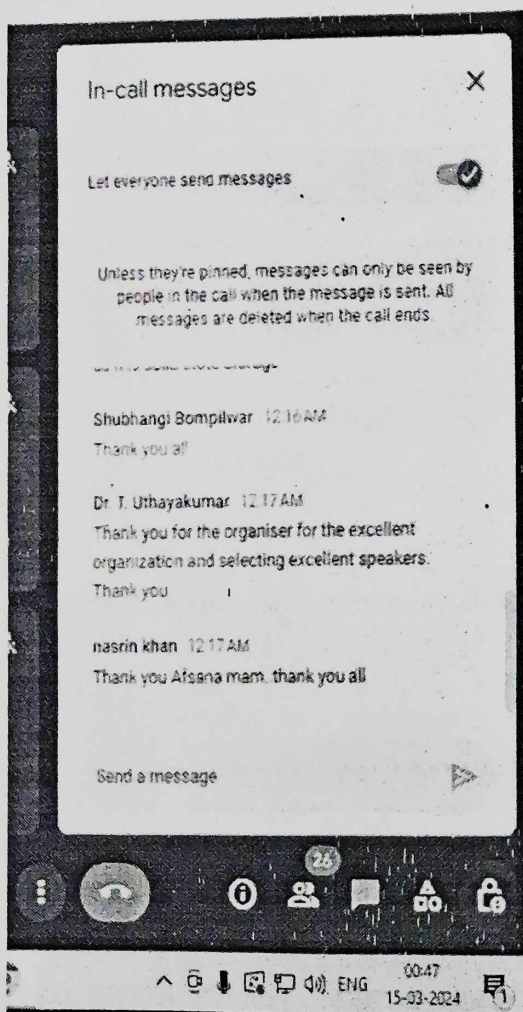 In-call messages
Let everyone send messages
Unless they're pinned, messages can only be seen by
people in the call when the message is sent. All
messages are deleted when the call ends
Shubhangi Bompilwar 12:16 AM
Thank you all
Dr. T. Uthayakumar 12:17 AM
Thank you for the organiser for the excellent
organization and selecting excellent speakers.
Thank you
nasrin khan 12:17 AM
Thank you Afsana mam, thank you all
Send a message
26
ENG
00:47
15-03-2024
1